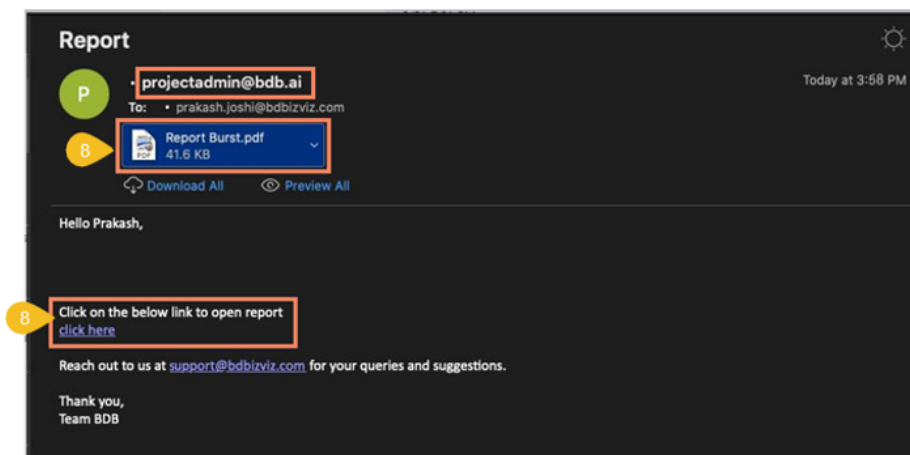 Report
P
• projectadmin@bdb.ai
Today at 3:58 PM
To: • prakash.joshi@bdbizviz.com
8
PDF
Report Burst.pdf
41.6 KB
Download All Preview All
Hello Prakash,
8
Click on the below link to open report
click here
Reach out to us at support@bdbizviz.com for your queries and suggestions.
Thank you,
Team BDB